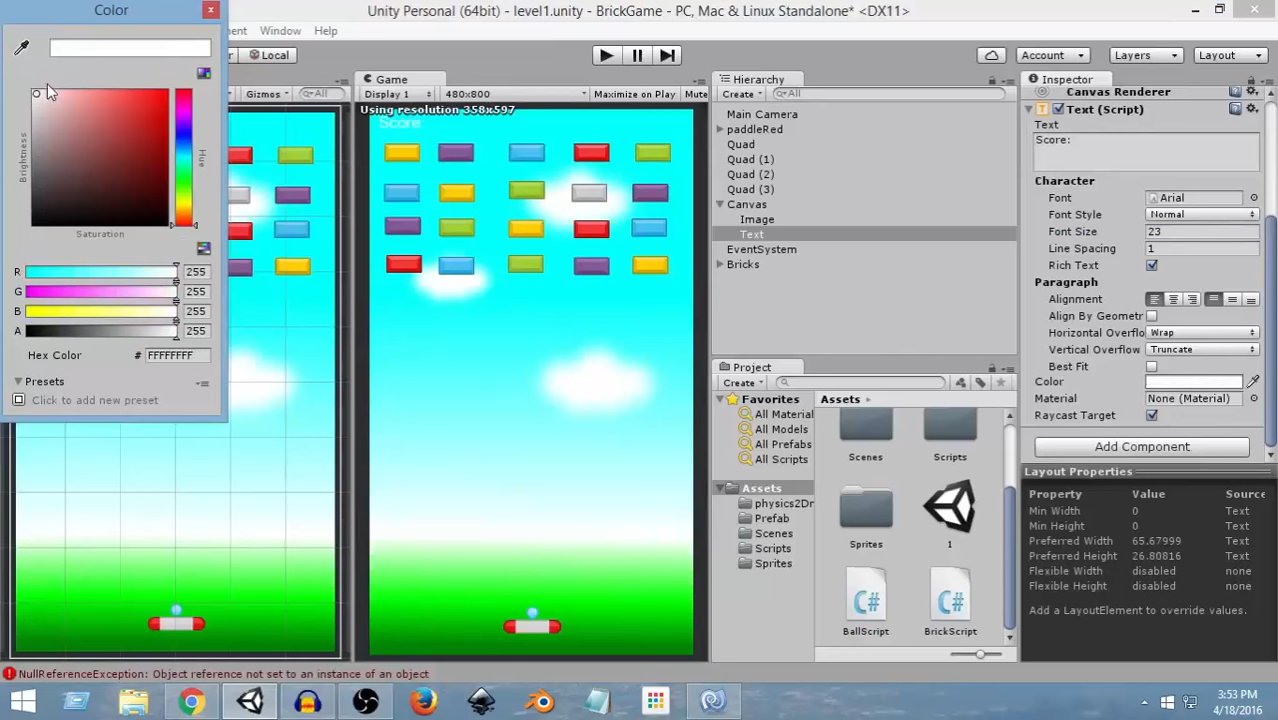 Color
x
Unity Personal (64bit) - level1.unity - BrickGame - PC, Mac & Linux Standalone* <DX11>
Window
Help
Local
Account
Layers
Layout
Game
Hierarchy
Inspector
Gizmos
All
Display 1
480x800
Maximize on Play
Mute
Create
All
Canvas Renderer
Using resolution 358x597
Score:
Main Camera
paddleRed
Quad
Quad (1)
Quad (2)
Quad (3)
Canvas
Image
Text
EventSystem
Bricks
Text (Script)
Text
Score:
Character
Font
Arial
Font Style
Normal
Font Size
23
Line Spacing
1
Rich Text
Paragraph
Alignment
Align By Geometr
Horizontal Overflo
Wrap
Vertical Overflow
Truncate
Best Fit
Color
Material
None (Material)
Raycast Target
Add Component
Brightness
Hue
Saturation
R
255
G
255
B
255
A
255
Hex Color
# FFFFFFFF
Presets
Click to add new preset
Project
Create
Favorites
All Material
All Models
All Prefabs
All Scripts
Assets
physics2Dr
Prefab
Scenes
Scripts
Sprites
Assets
Scenes
Scripts
Sprites
1
C#
C#
BallScript
BrickScript
Layout Properties
Property
Value
Source
Min Width
0
Text
Min Height
0
Text
Preferred Width
65.67999
Text
Preferred Height
26.80816
Text
Flexible Width
disabled
none
Flexible Height
disabled
none
Add a LayoutElement to override values.
NullReferenceException: Object reference not set to an instance of an object
3:53 PM
4/18/2016